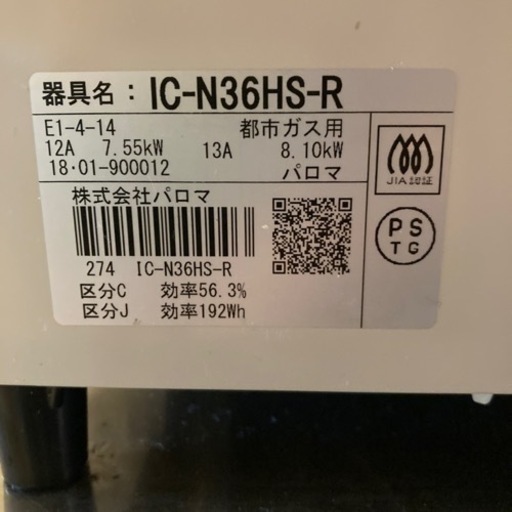 器具名：IC-N36HS-R
E1-4-14 都市ガス用
12A 7.55kW 13A 8.10kW
18・01-900012 パロマ
株式会社パロマ
274 IC-N36HS-R
区分C 効率56.3%
区分J 効率192Wh
JIA認証
PS
TG